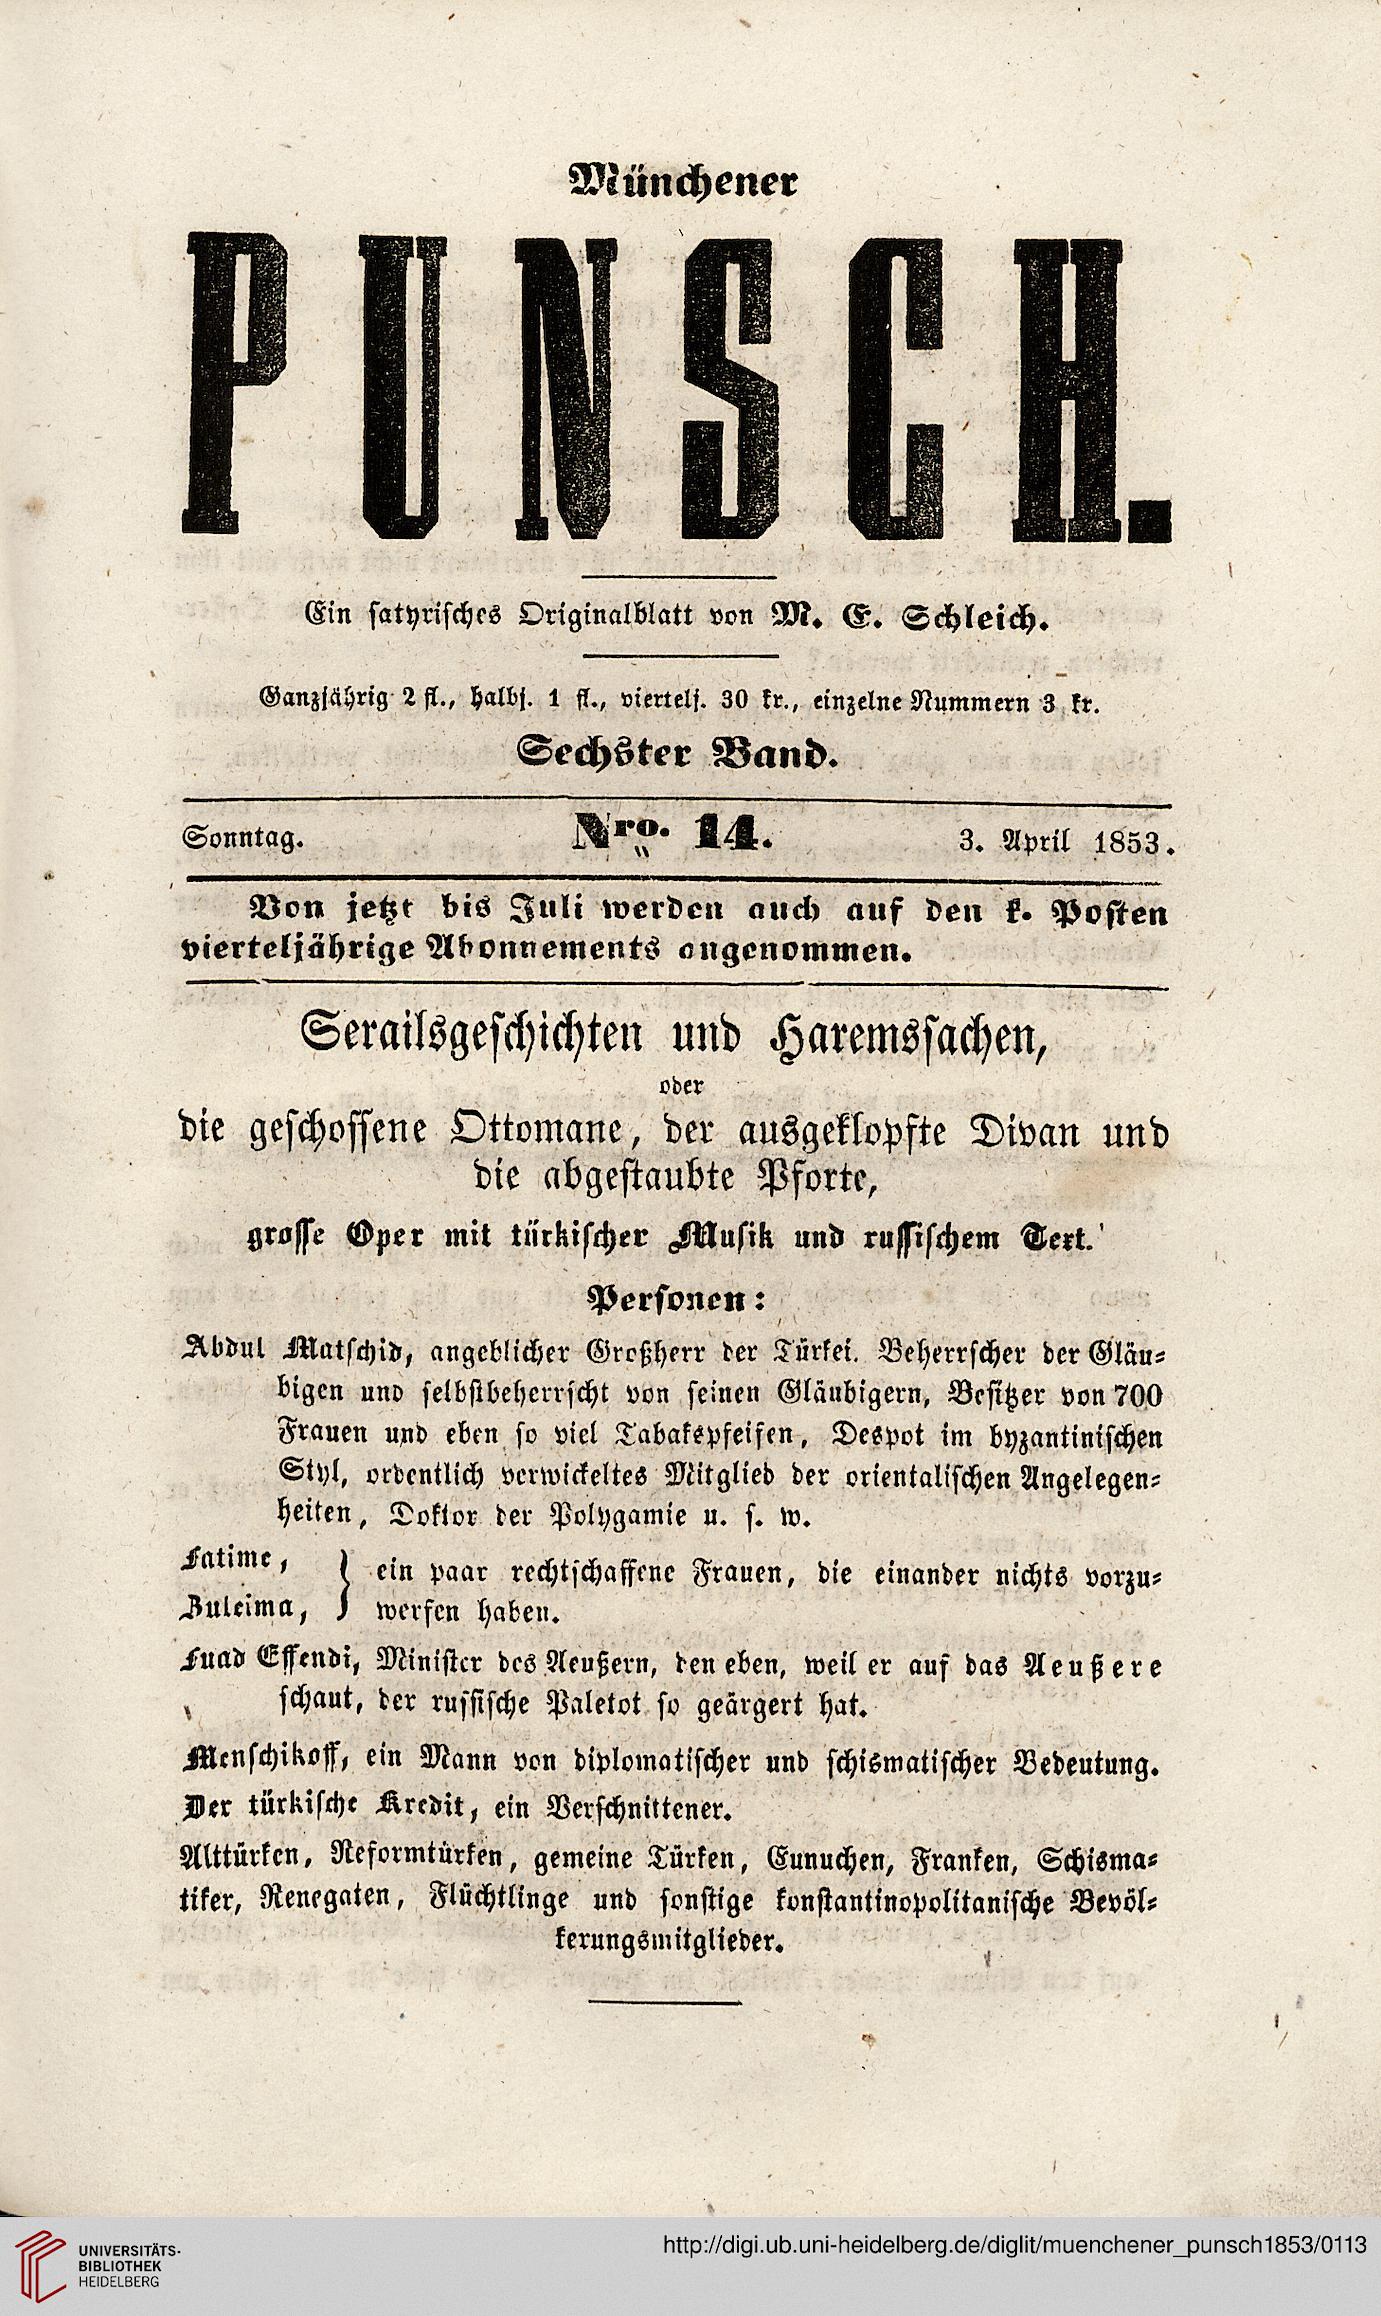 Münchener
PUNSCH.
Ein satyrisches Originalblatt von M. E. Schleich.
Ganzjährig 2 fl., halbj. 1 fl., viertelj. 30 kr., einzelne Nummern 3 kr.
Sechster Band.
Sonntag. Nro. 14. 3. April 1853.
Von jetzt bis Juli werden auch auf den k. Posten
vierteljährige Abonnements angenommen.
Serailsgeschichten und Haremssachen,
oder
die geschossene Ottomane, der ausgeklopfte Divan und
die abgestaubte Pforte,
grosse Oper mit türkischer Musik und russischem Text.
Personen:
Abdul Matschid, angeblicher Großherr der Türkei. Beherrscher der Gläu-
bigen und selbstbeherrscht von seinen Gläubigern, Besitzer von 700
Frauen und eben so viel Tabakspfeifen, Despot im byzantinischen
Styl, ordentlich verwickeltes Mitglied der orientalischen Angelegen-
heiten, Doktor der Polygamie u. s. w.
Fatime, } ein paar rechtschaffene Frauen, die einander nichts vorzu-
Zuleima, } werfen haben.
Fuad Effendi, Minister des Aeußern, den eben, weil er auf das Aeußere
schaut, der russische Paletot so geärgert hat.
Menschikoff, ein Mann von diplomatischer und schismatischer Bedeutung.
Der türkische Kredit, ein Verschnittener.
Alttürken, Reformtürken, gemeine Türken, Eunuchen, Franken, Schisma-
tiker, Renegaten, Flüchtlinge und sonstige konstantinopolitanische Bevöl-
kerungsmitglieder.
UNIVERSITÄTS-
BIBLIOTHEK
HEIDELBERG
http://digi.ub.uni-heidelberg.de/diglit/muenchener_punsch1853/0113